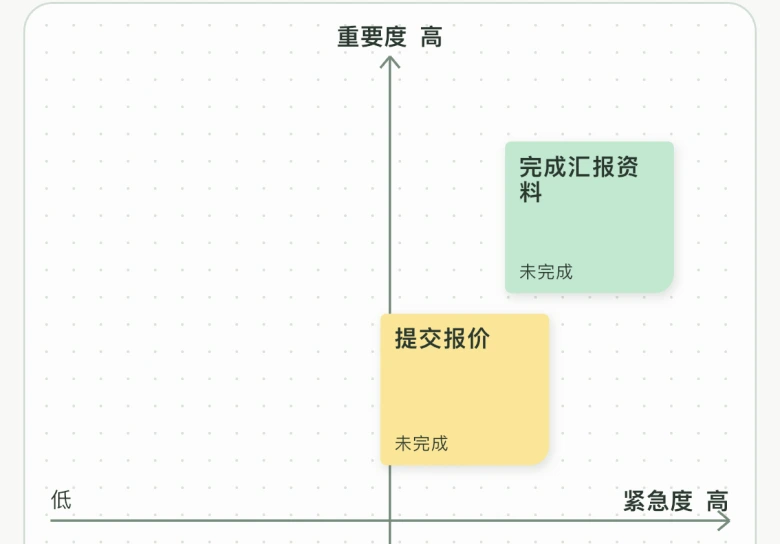 重要度 高
完成汇报资
料
未完成
提交报价
未完成
低
紧急度 高